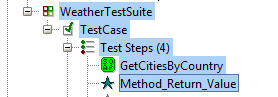 WeatherTestSuite
TestCase
Test Steps (4)
GetCitiesByCountry
Method_Return_Value